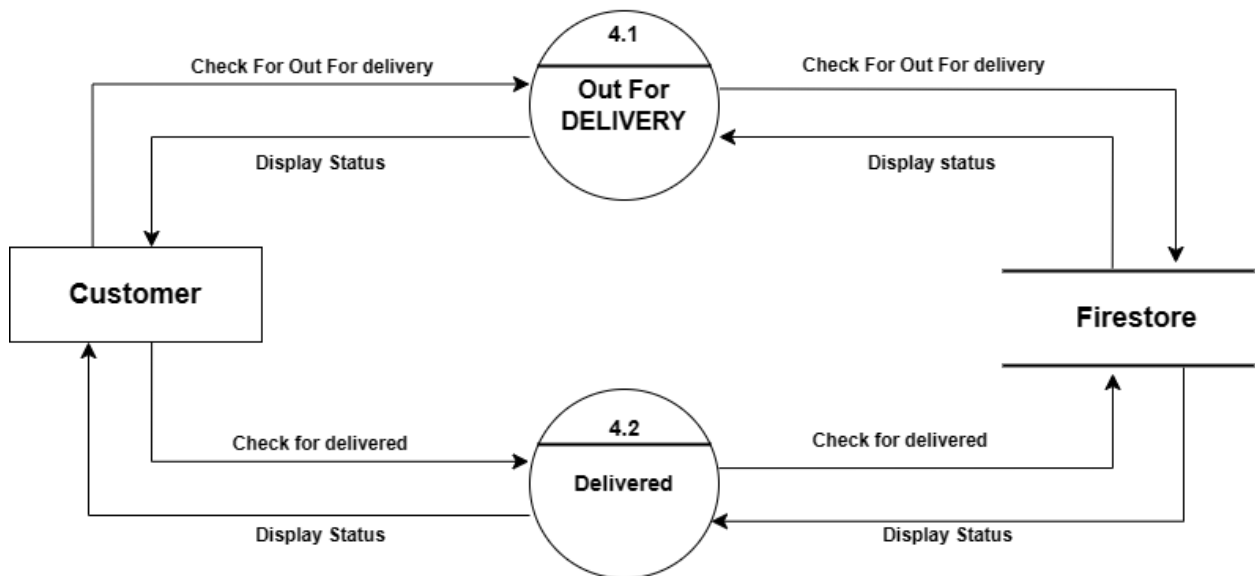 4.1
Check For Out For delivery
Check For Out For delivery
Out For
DELIVERY
Display Status
Display status
Customer
Firestore
4.2
Check for delivered
Check for delivered
Delivered
Display Status
Display Status